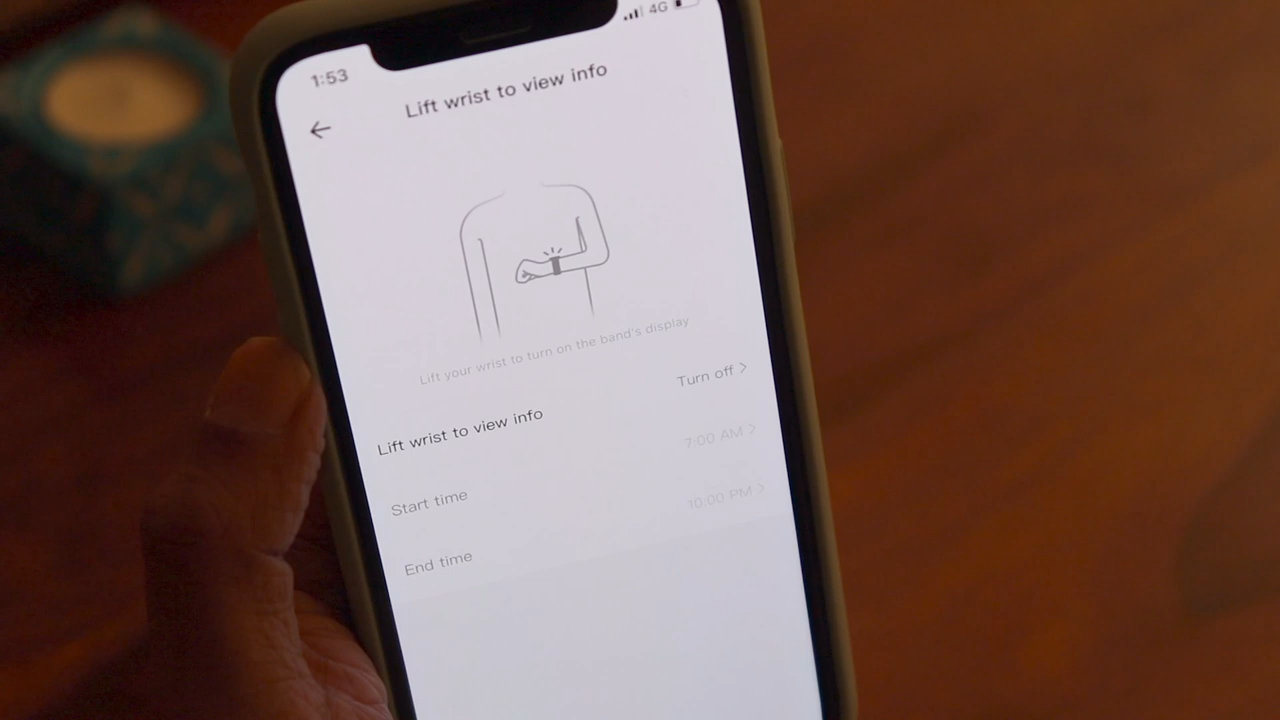 1:53
4G
Lift wrist to view info
Lift your wrist to turn on the band's display
Lift wrist to view info Turn off >
Start time 7:00 AM >
End time 10:00 PM >